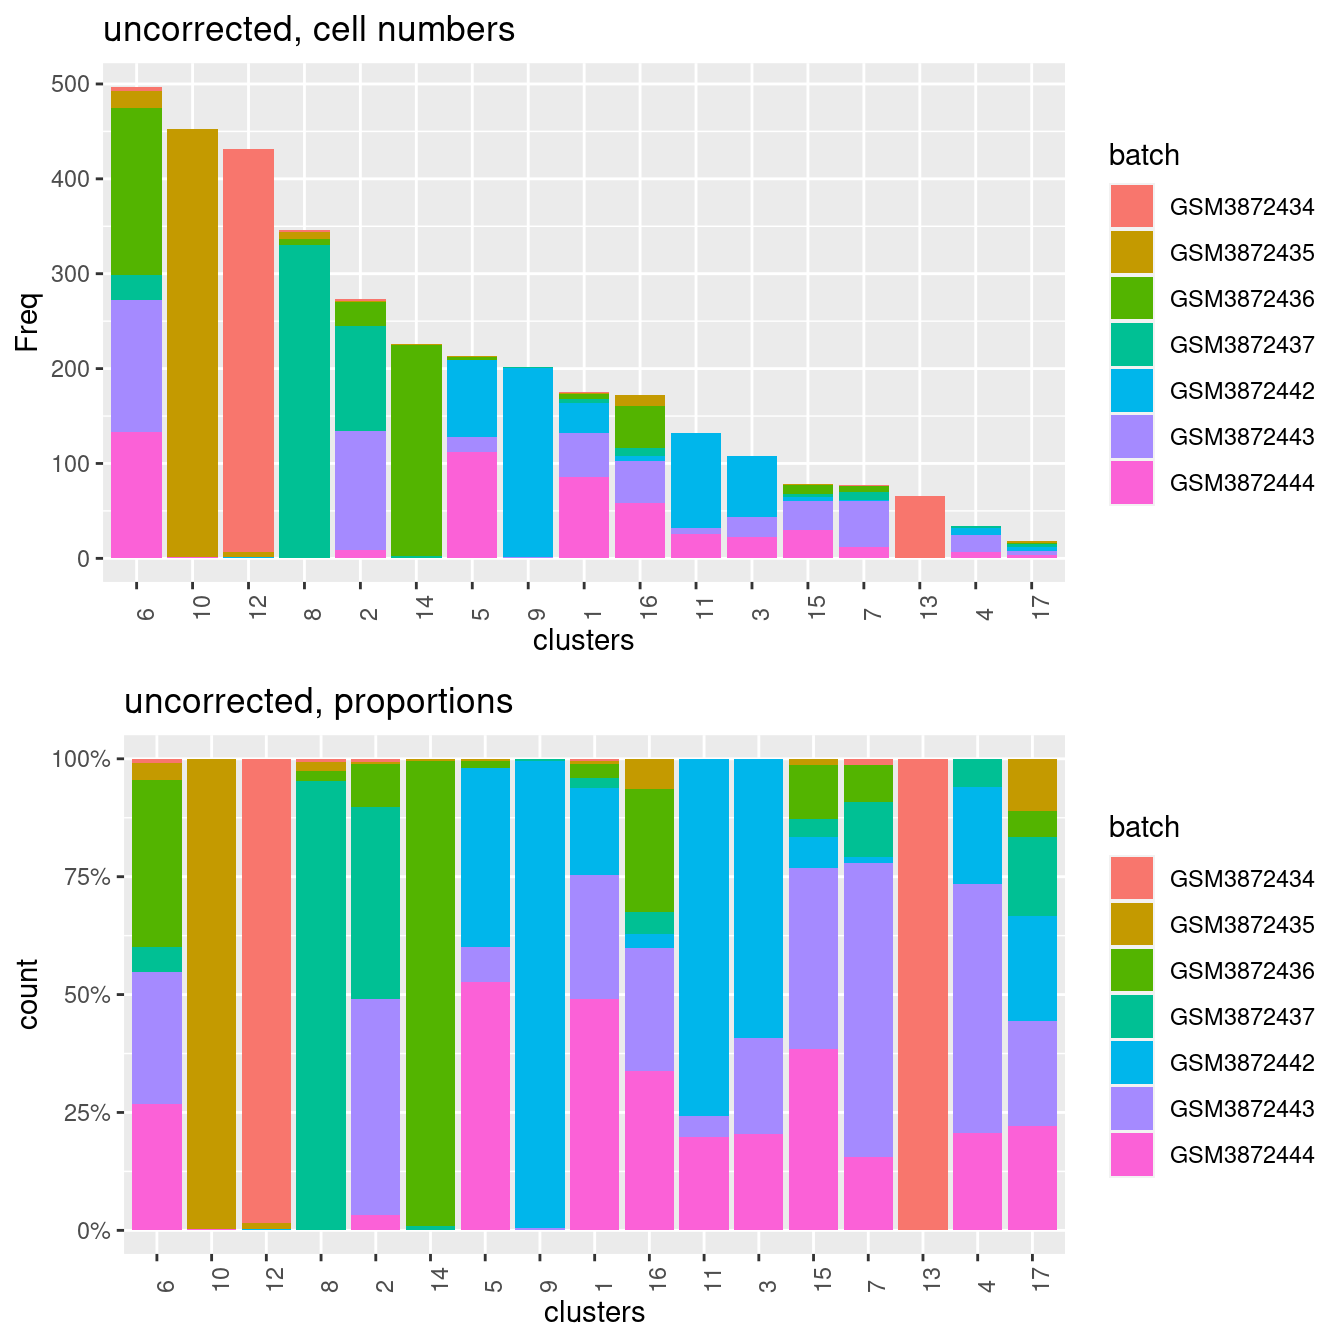 uncorrected, cell numbers
Freq
500
400
300
200
100
0
6 10 12 8 2 14 5 9 1 16 11 3 15 7 13 4 17
clusters
batch
GSM3872434
GSM3872435
GSM3872436
GSM3872437
GSM3872442
GSM3872443
GSM3872444
uncorrected, proportions
count
100%
75%
50%
25%
0%
6 10 12 8 2 14 5 9 1 16 11 3 15 7 13 4 17
clusters
batch
GSM3872434
GSM3872435
GSM3872436
GSM3872437
GSM3872442
GSM3872443
GSM3872444